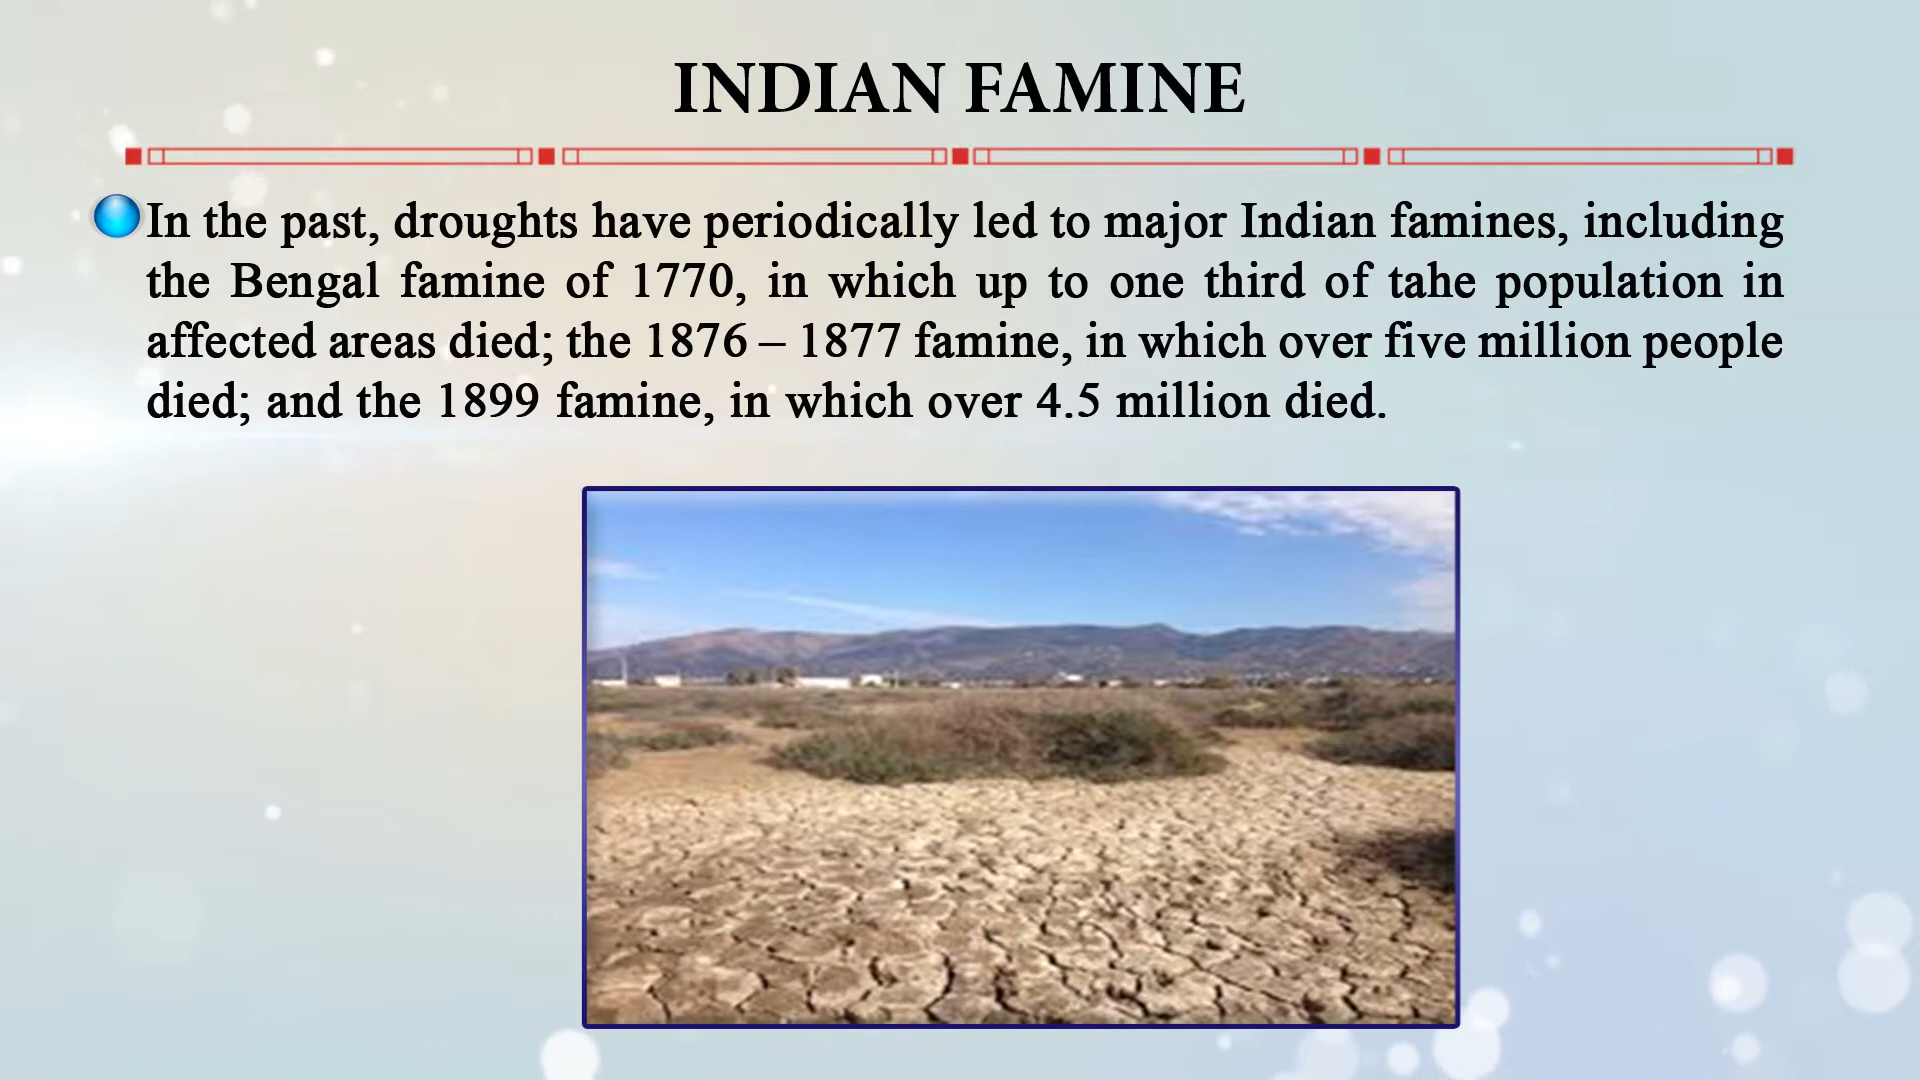 INDIAN FAMINE
In the past, droughts have periodically led to major Indian famines, including
the Bengal famine of 1770, in which up to one third of tahe population in
affected areas died; the 1876 – 1877 famine, in which over five million people
died; and the 1899 famine, in which over 4.5 million died.